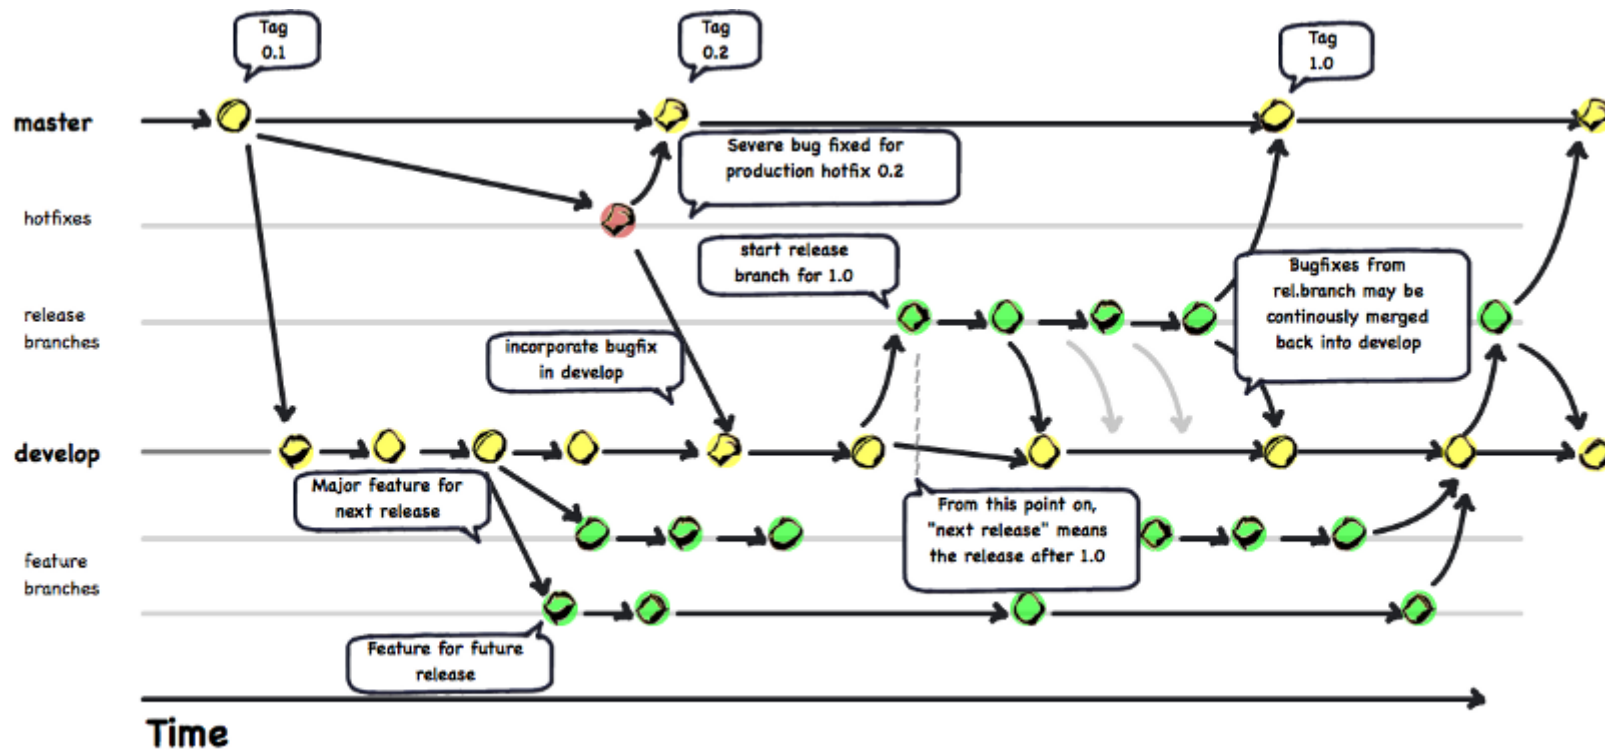 Tag
0.1
Tag
0.2
Tag
1.0
master
Severe bug fixed for
production hotfix 0.2
hotfixes
start release
branch for 1.0
Bugfixes from
rel.branch may be
continously merged
back into develop
release
branches
incorporate bugfix
in develop
develop
Major feature for
next release
From this point on,
"next release" means
the release after 1.0
feature
branches
Feature for future
release
Time